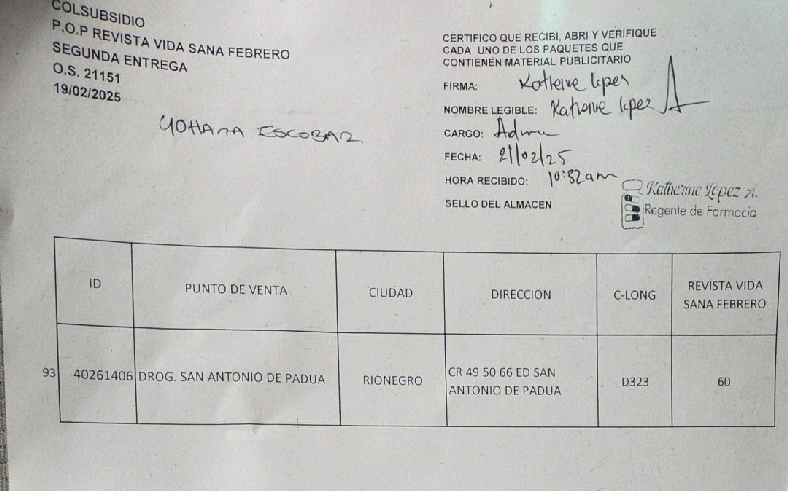 COLSUBSIDIO
P.O.P REVISTA VIDA SANA FEBRERO
SEGUNDA ENTREGA
O.S. 21151
19/02/2025
YOHANA ESCOBAR
CERTIFICO QUE RECIBI, ABRI Y VERIFIQUE
CADA UNO DE LOS PAQUETES QUE
CONTIENEN MATERIAL PUBLICITARIO
FIRMA: Katherine Lopez
NOMBRE LEGIBLE: Katherine Lopez A
CARGO: Admin
FECHA: 21/02/25
HORA RECIBIDO: 10:32am
SELLO DEL ALMACEN
Katherine Lopez A.
Regente de Farmacia
ID PUNTO DE VENTA CIUDAD DIRECCION C-LONG REVISTA VIDA SANA FEBRERO
93 40261406 DROG. SAN ANTONIO DE PADUA RIONEGRO CR 49 50 66 ED SAN ANTONIO DE PADUA D323 60